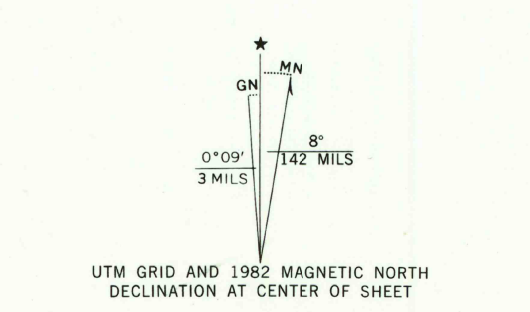 ★
MN
GN
8°
142 MILS
0°09'
3 MILS
UTM GRID AND 1982 MAGNETIC NORTH
DECLINATION AT CENTER OF SHEET